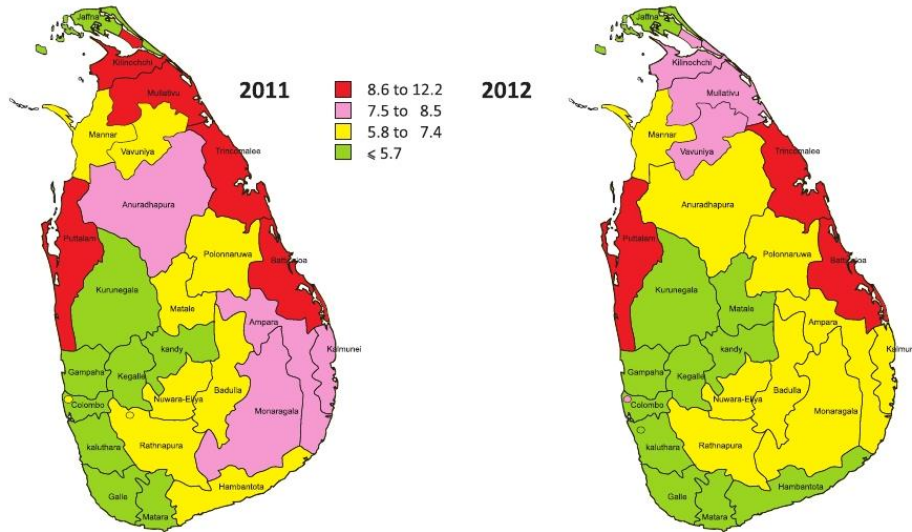 2011
8.6 to 12.2
7.5 to 8.5
5.8 to 7.4
⩽ 5.7
Jaffna
Kilinochchi
Mullativu
Mannar
Vavuniya
Trincomalee
Anuradhapura
Puttalam
Polonnaruwa
Batticaloa
Kurunegala
Matale
Ampara
kandy
Kalmunei
Gampaha
Kegalle
Badulla
Nuwara-Eliya
Colombo
Monaragala
kaluthara
Rathnapura
Hambantota
Galle
Matara
2012
Jaffna
Kilinochchi
Mullativu
Mannar
Vavuniya
Trincomalee
Anuradhapura
Puttalam
Polonnaruwa
Batticaloa
Kurunegala
Matale
Ampara
kandy
Gampaha
Kegalle
Badulla
Nuwara-Eliya
Colombo
Monaragala
kaluthara
Rathnapura
Hambantota
Galle
Matara